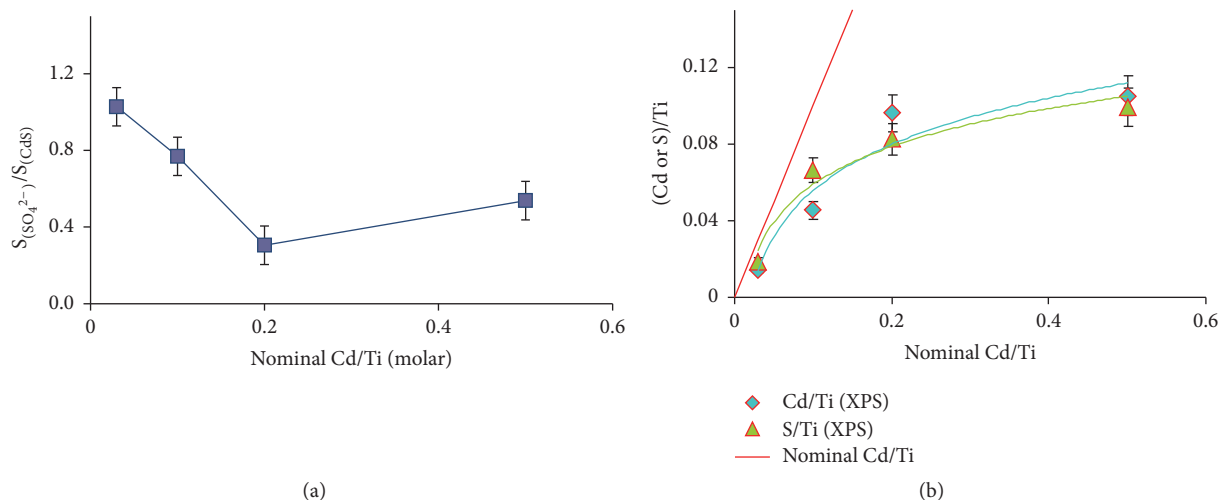 S(SO₄²⁻)/S(CdS)
1.2
0.8
0.4
0.0
0
0.2
0.4
0.6
Nominal Cd/Ti (molar)
(a)
(Cd or S)/Ti
0.12
0.08
0.04
0
0
0.2
0.4
0.6
Nominal Cd/Ti
Cd/Ti (XPS)
S/Ti (XPS)
Nominal Cd/Ti
(b)